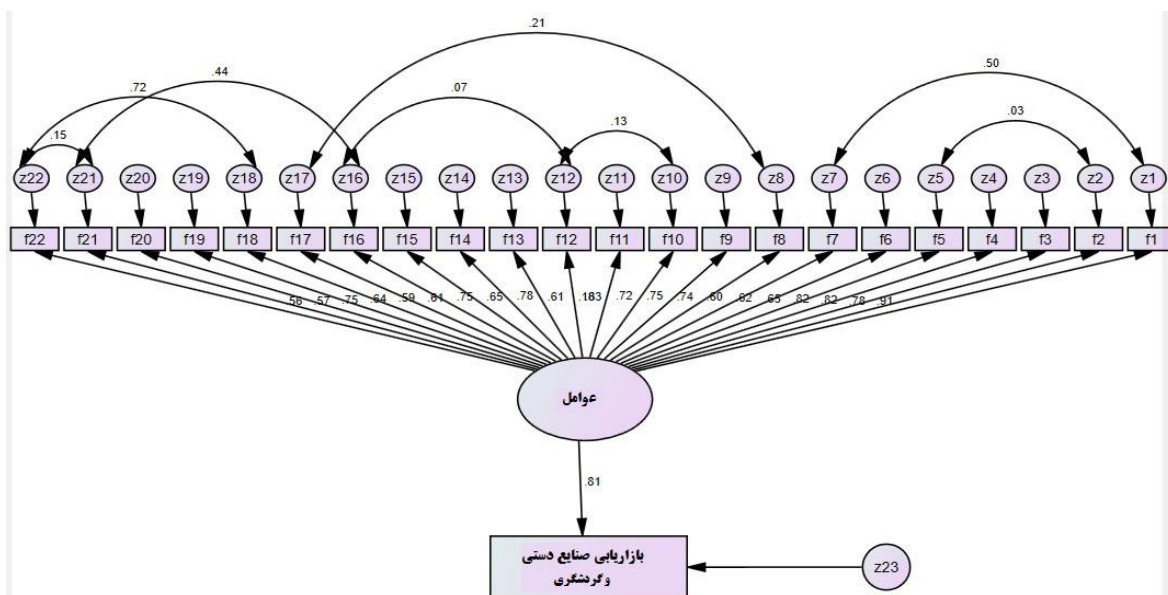 .21
.50
.44
.72
.07
.03
.13
.15
z22 z21 z20 z19 z18 z17 z16 z15 z14 z13 z12 z11 z10 z9 z8 z7 z6 z5 z4 z3 z2 z1
f22 f21 f20 f19 f18 f17 f16 f15 f14 f13 f12 f11 f10 f9 f8 f7 f6 f5 f4 f3 f2 f1
.56 .57 .75 .64 .59 .61 .75 .65 .78 .61 .72 .75 .74 .60 .62 .65 .82 .82 .78 .91
عوامل
.81
بازاریابی صنایع دستی
وگردشگری
z23